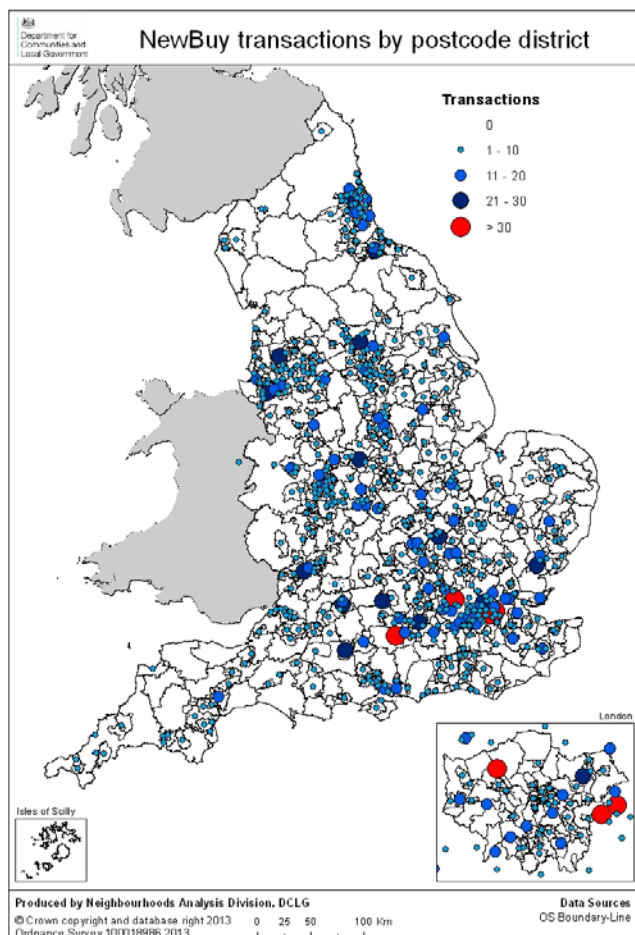 Department for
Communities and
Local Government
NewBuy transactions by postcode district
Transactions
0
1 - 10
11 - 20
21 - 30
> 30
London
Isles of Scilly
Produced by Neighbourhoods Analysis Division, DCLG
Data Sources
© Crown copyright and database right 2013
0 25 50 100 Km
OS Boundary-Line
Ordnance Survey 100018986 2013